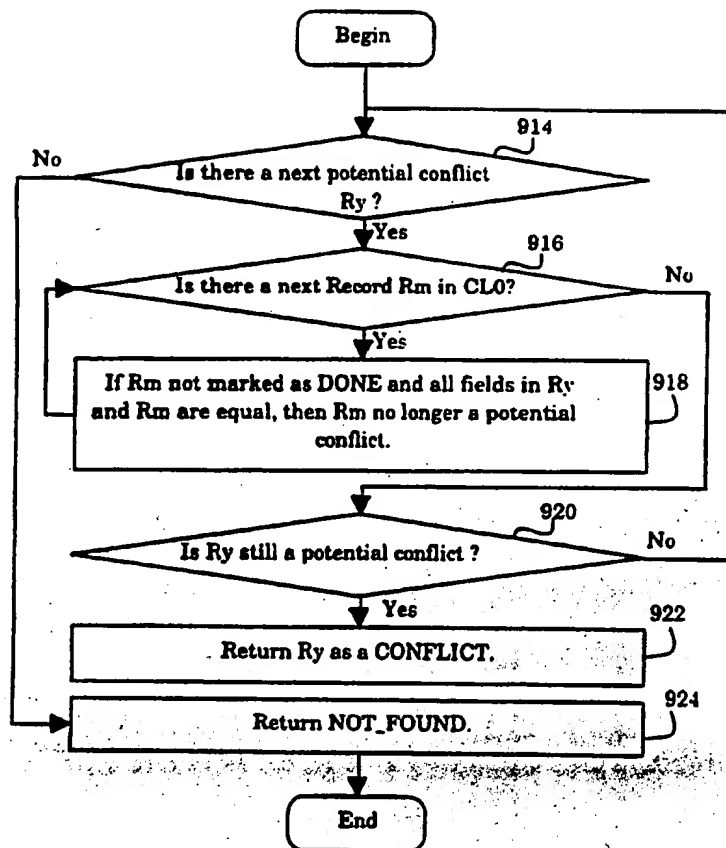 Begin
914
No
Is there a next potential conflict
Ry ?
Yes
916
Is there a next Record Rm in CL0?
No
Yes
918
If Rm not marked as DONE and all fields in Ry
and Rm are equal, then Rm no longer a potential
conflict.
920
Is Ry still a potential conflict ?
No
Yes
922
Return Ry as a CONFLICT.
924
Return NOT_FOUND.
End